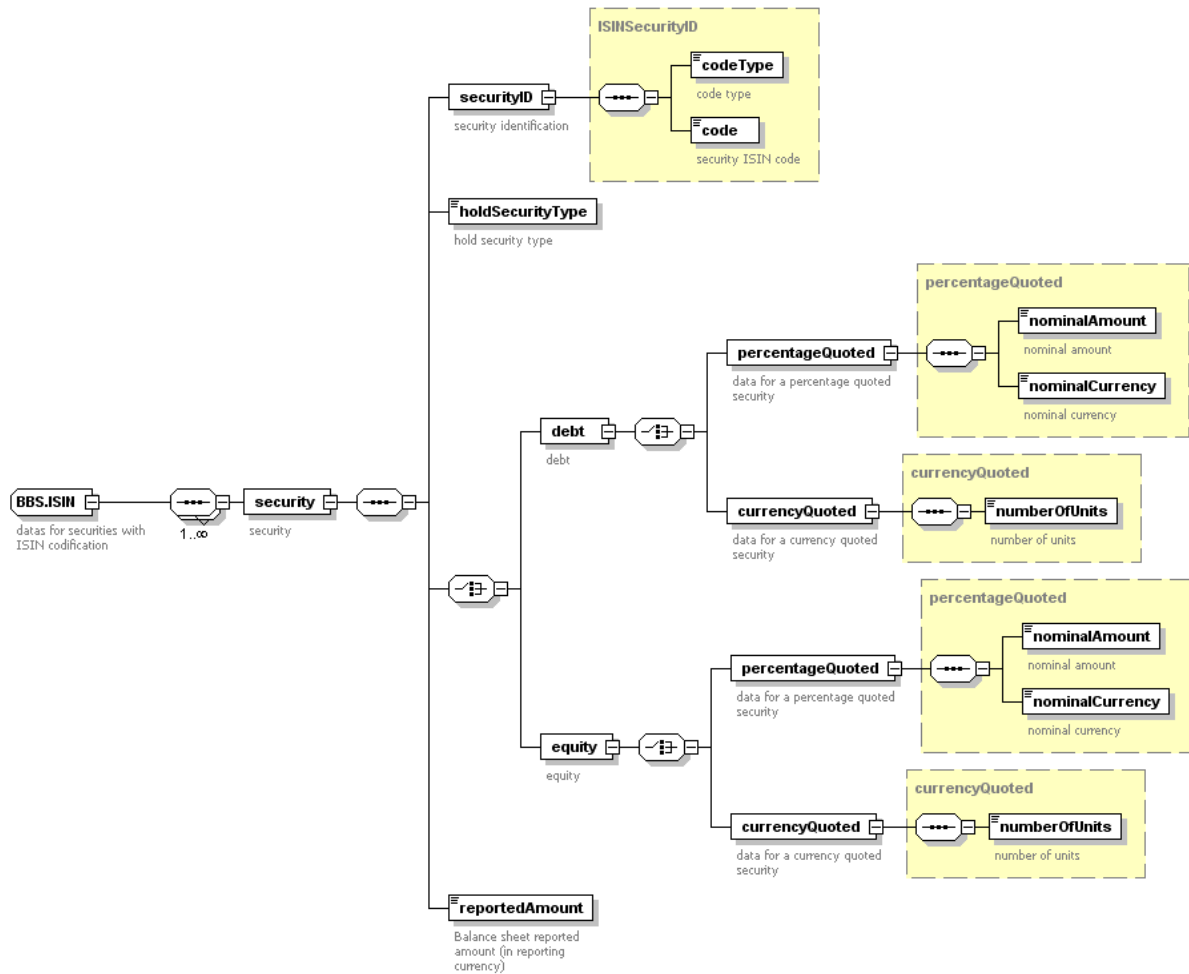 ISINSecurityID
codeType
code type
securityID
security identification
code
security ISIN code
holdSecurityType
hold security type
percentageQuoted
nominalAmount
nominal amount
percentageQuoted
data for a percentage quoted
security
nominalCurrency
nominal currency
debt
debt
currencyQuoted
currencyQuoted
data for a currency quoted
security
numberOfUnits
number of units
BBS.ISIN
datas for securities with
ISIN codification
1..∞
security
security
percentageQuoted
nominalAmount
nominal amount
percentageQuoted
data for a percentage quoted
security
nominalCurrency
nominal currency
equity
equity
currencyQuoted
currencyQuoted
data for a currency quoted
security
numberOfUnits
number of units
reportedAmount
Balance sheet reported
amount (in reporting
currency)